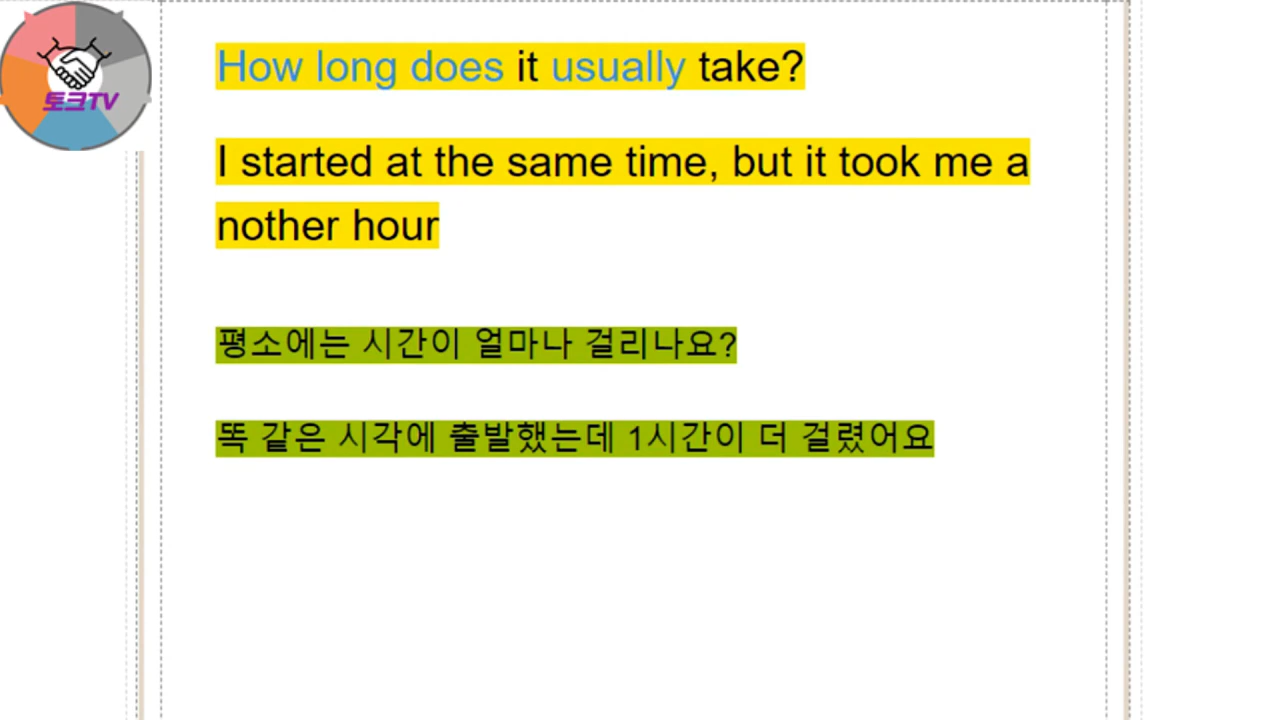 토크TV
How long does it usually take?
I started at the same time, but it took me a
nother hour
평소에는 시간이 얼마나 걸리나요?
똑 같은 시각에 출발했는데 1시간이 더 걸렸어요